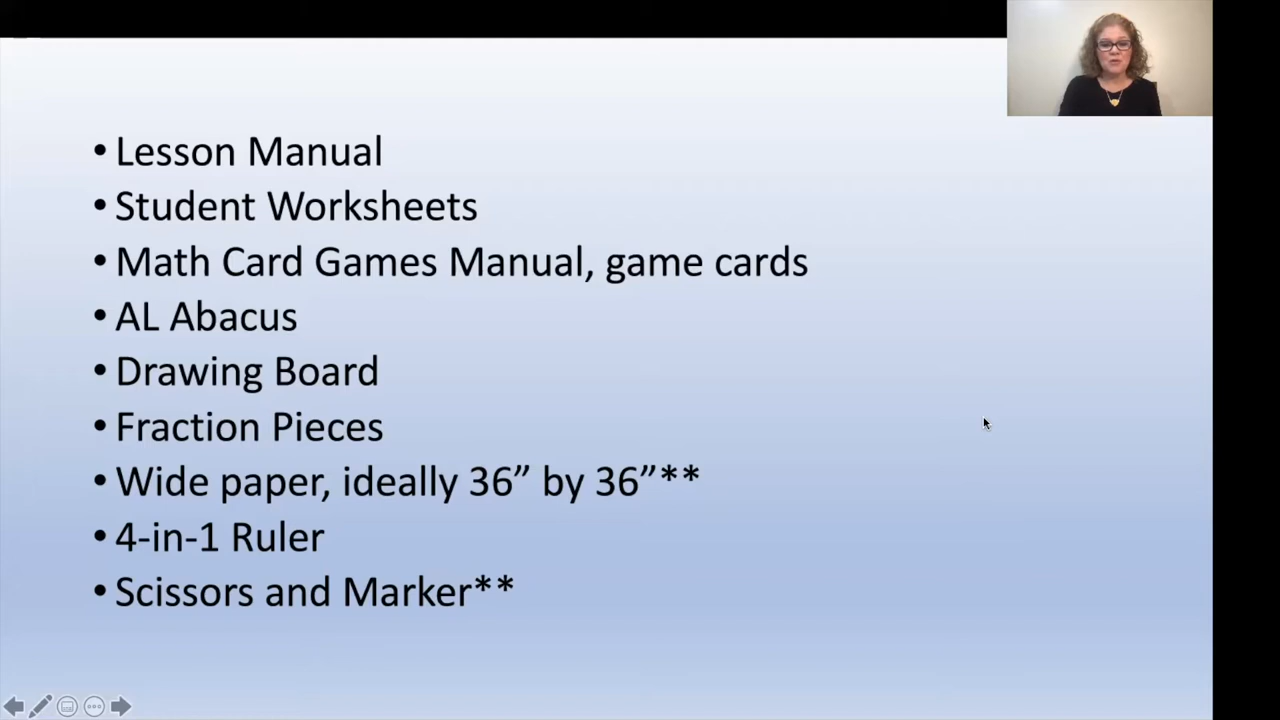 • Lesson Manual
• Student Worksheets
• Math Card Games Manual, game cards
• AL Abacus
• Drawing Board
• Fraction Pieces
• Wide paper, ideally 36” by 36”**
• 4-in-1 Ruler
• Scissors and Marker**